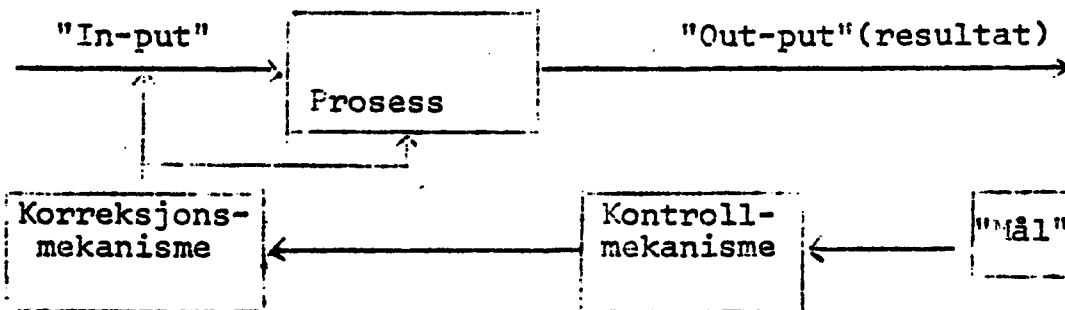 "In-put"
"Out-put"(resultat)
Prosess
Korreksjons-
mekanisme
Kontroll-
mekanisme
"Mål"